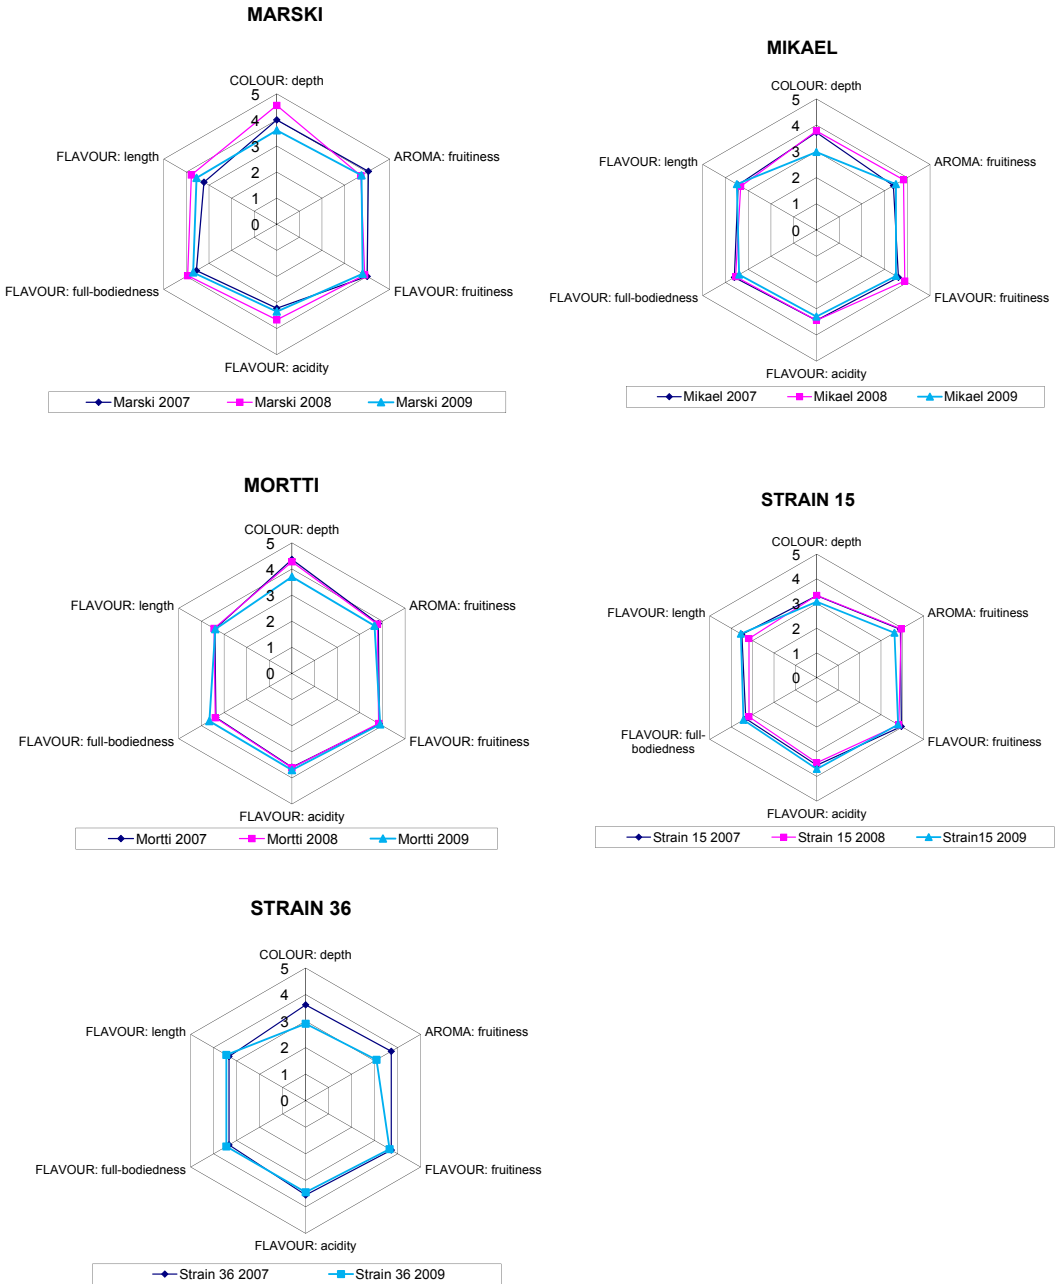 MARSKI
COLOUR: depth
5
4
3
2
1
0
FLAVOUR: length
AROMA: fruitiness
FLAVOUR: full-bodiedness
FLAVOUR: fruitiness
FLAVOUR: acidity
Marski 2007 Marski 2008 Marski 2009
MIKAEL
COLOUR: depth
5
4
3
2
1
0
FLAVOUR: length
AROMA: fruitiness
FLAVOUR: full-bodiedness
FLAVOUR: fruitiness
FLAVOUR: acidity
Mikael 2007 Mikael 2008 Mikael 2009
MORTTI
COLOUR: depth
5
4
3
2
1
0
FLAVOUR: length
AROMA: fruitiness
FLAVOUR: full-bodiedness
FLAVOUR: fruitiness
FLAVOUR: acidity
Mortti 2007 Mortti 2008 Mortti 2009
STRAIN 15
COLOUR: depth
5
4
3
2
1
0
FLAVOUR: length
AROMA: fruitiness
FLAVOUR: full-
bodiedness
FLAVOUR: fruitiness
FLAVOUR: acidity
Strain 15 2007 Strain 15 2008 Strain15 2009
STRAIN 36
COLOUR: depth
5
4
3
2
1
0
FLAVOUR: length
AROMA: fruitiness
FLAVOUR: full-bodiedness
FLAVOUR: fruitiness
FLAVOUR: acidity
Strain 36 2007 Strain 36 2009